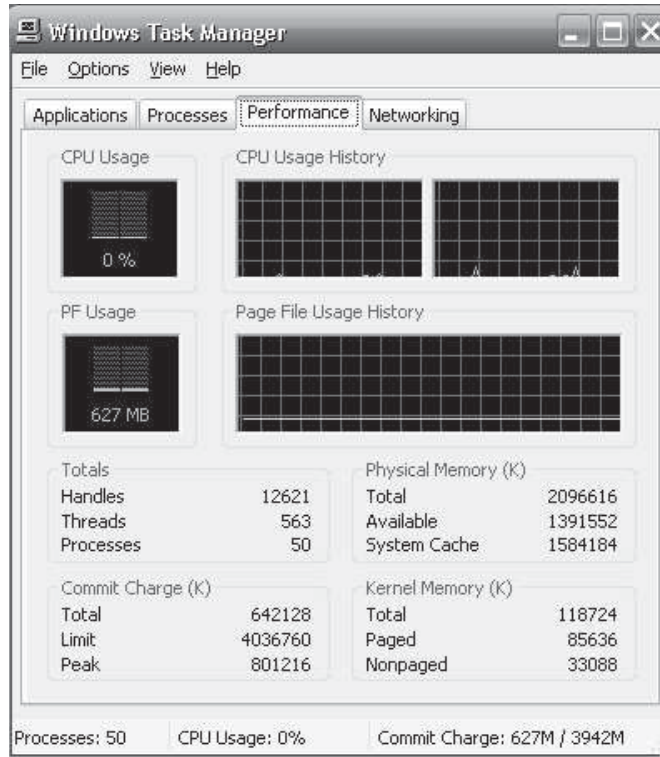 Windows Task Manager
File Options View Help
Applications Processes Performance Networking
CPU Usage CPU Usage History
0 %
PF Usage Page File Usage History
627 MB
Totals Physical Memory (K)
Handles 12621 Total 2096616
Threads 563 Available 1391552
Processes 50 System Cache 1584184
Commit Charge (K) Kernel Memory (K)
Total 642128 Total 118724
Limit 4036760 Paged 85636
Peak 801216 Nonpaged 33088
Processes: 50 CPU Usage: 0% Commit Charge: 627M / 3942M